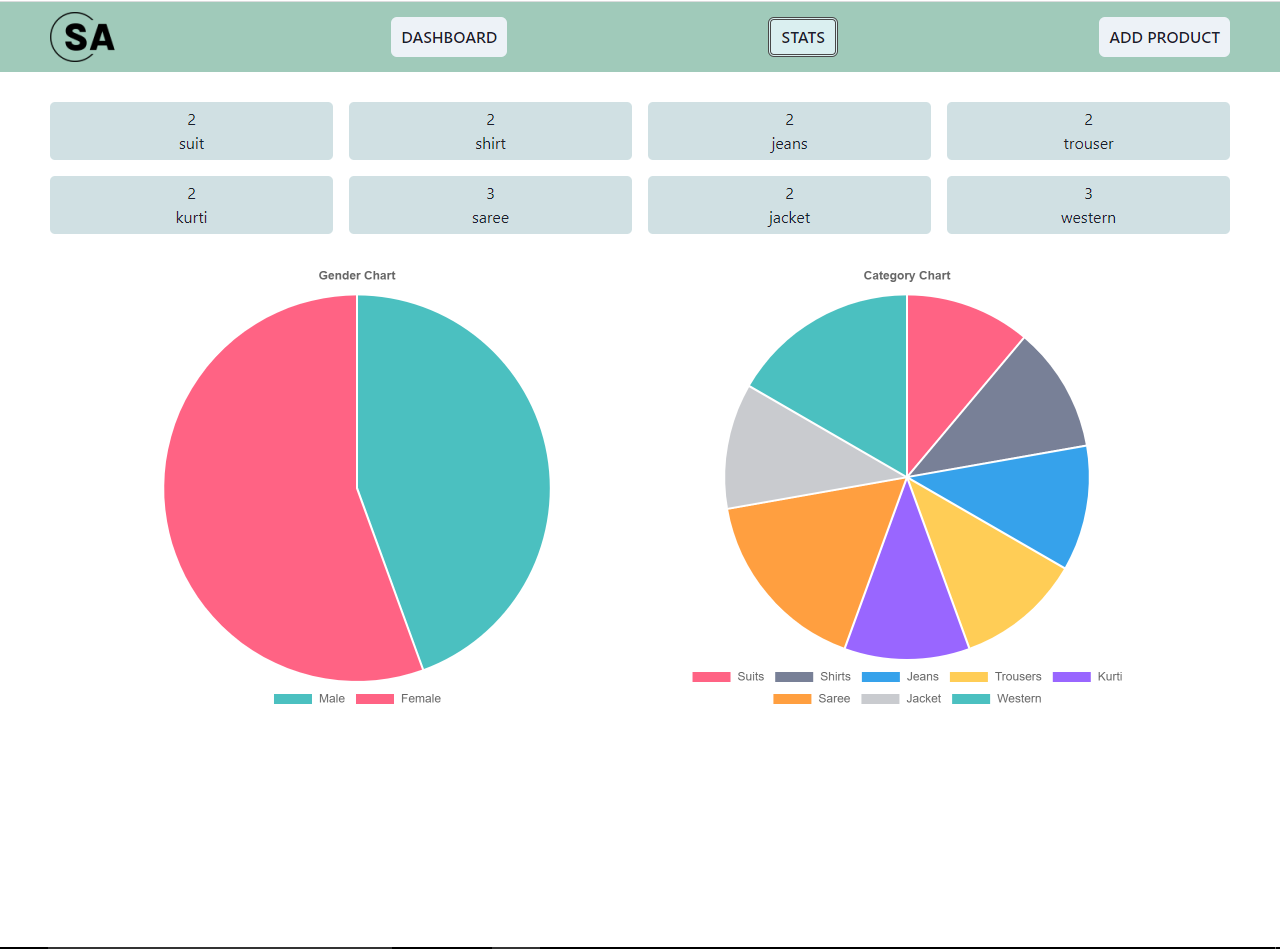 SA
DASHBOARD
STATS
ADD PRODUCT
2
suit
2
shirt
2
jeans
2
trouser
2
kurti
3
saree
2
jacket
3
western
Gender Chart
Male Female
Category Chart
Suits Shirts Jeans Trousers Kurti
Saree Jacket Western